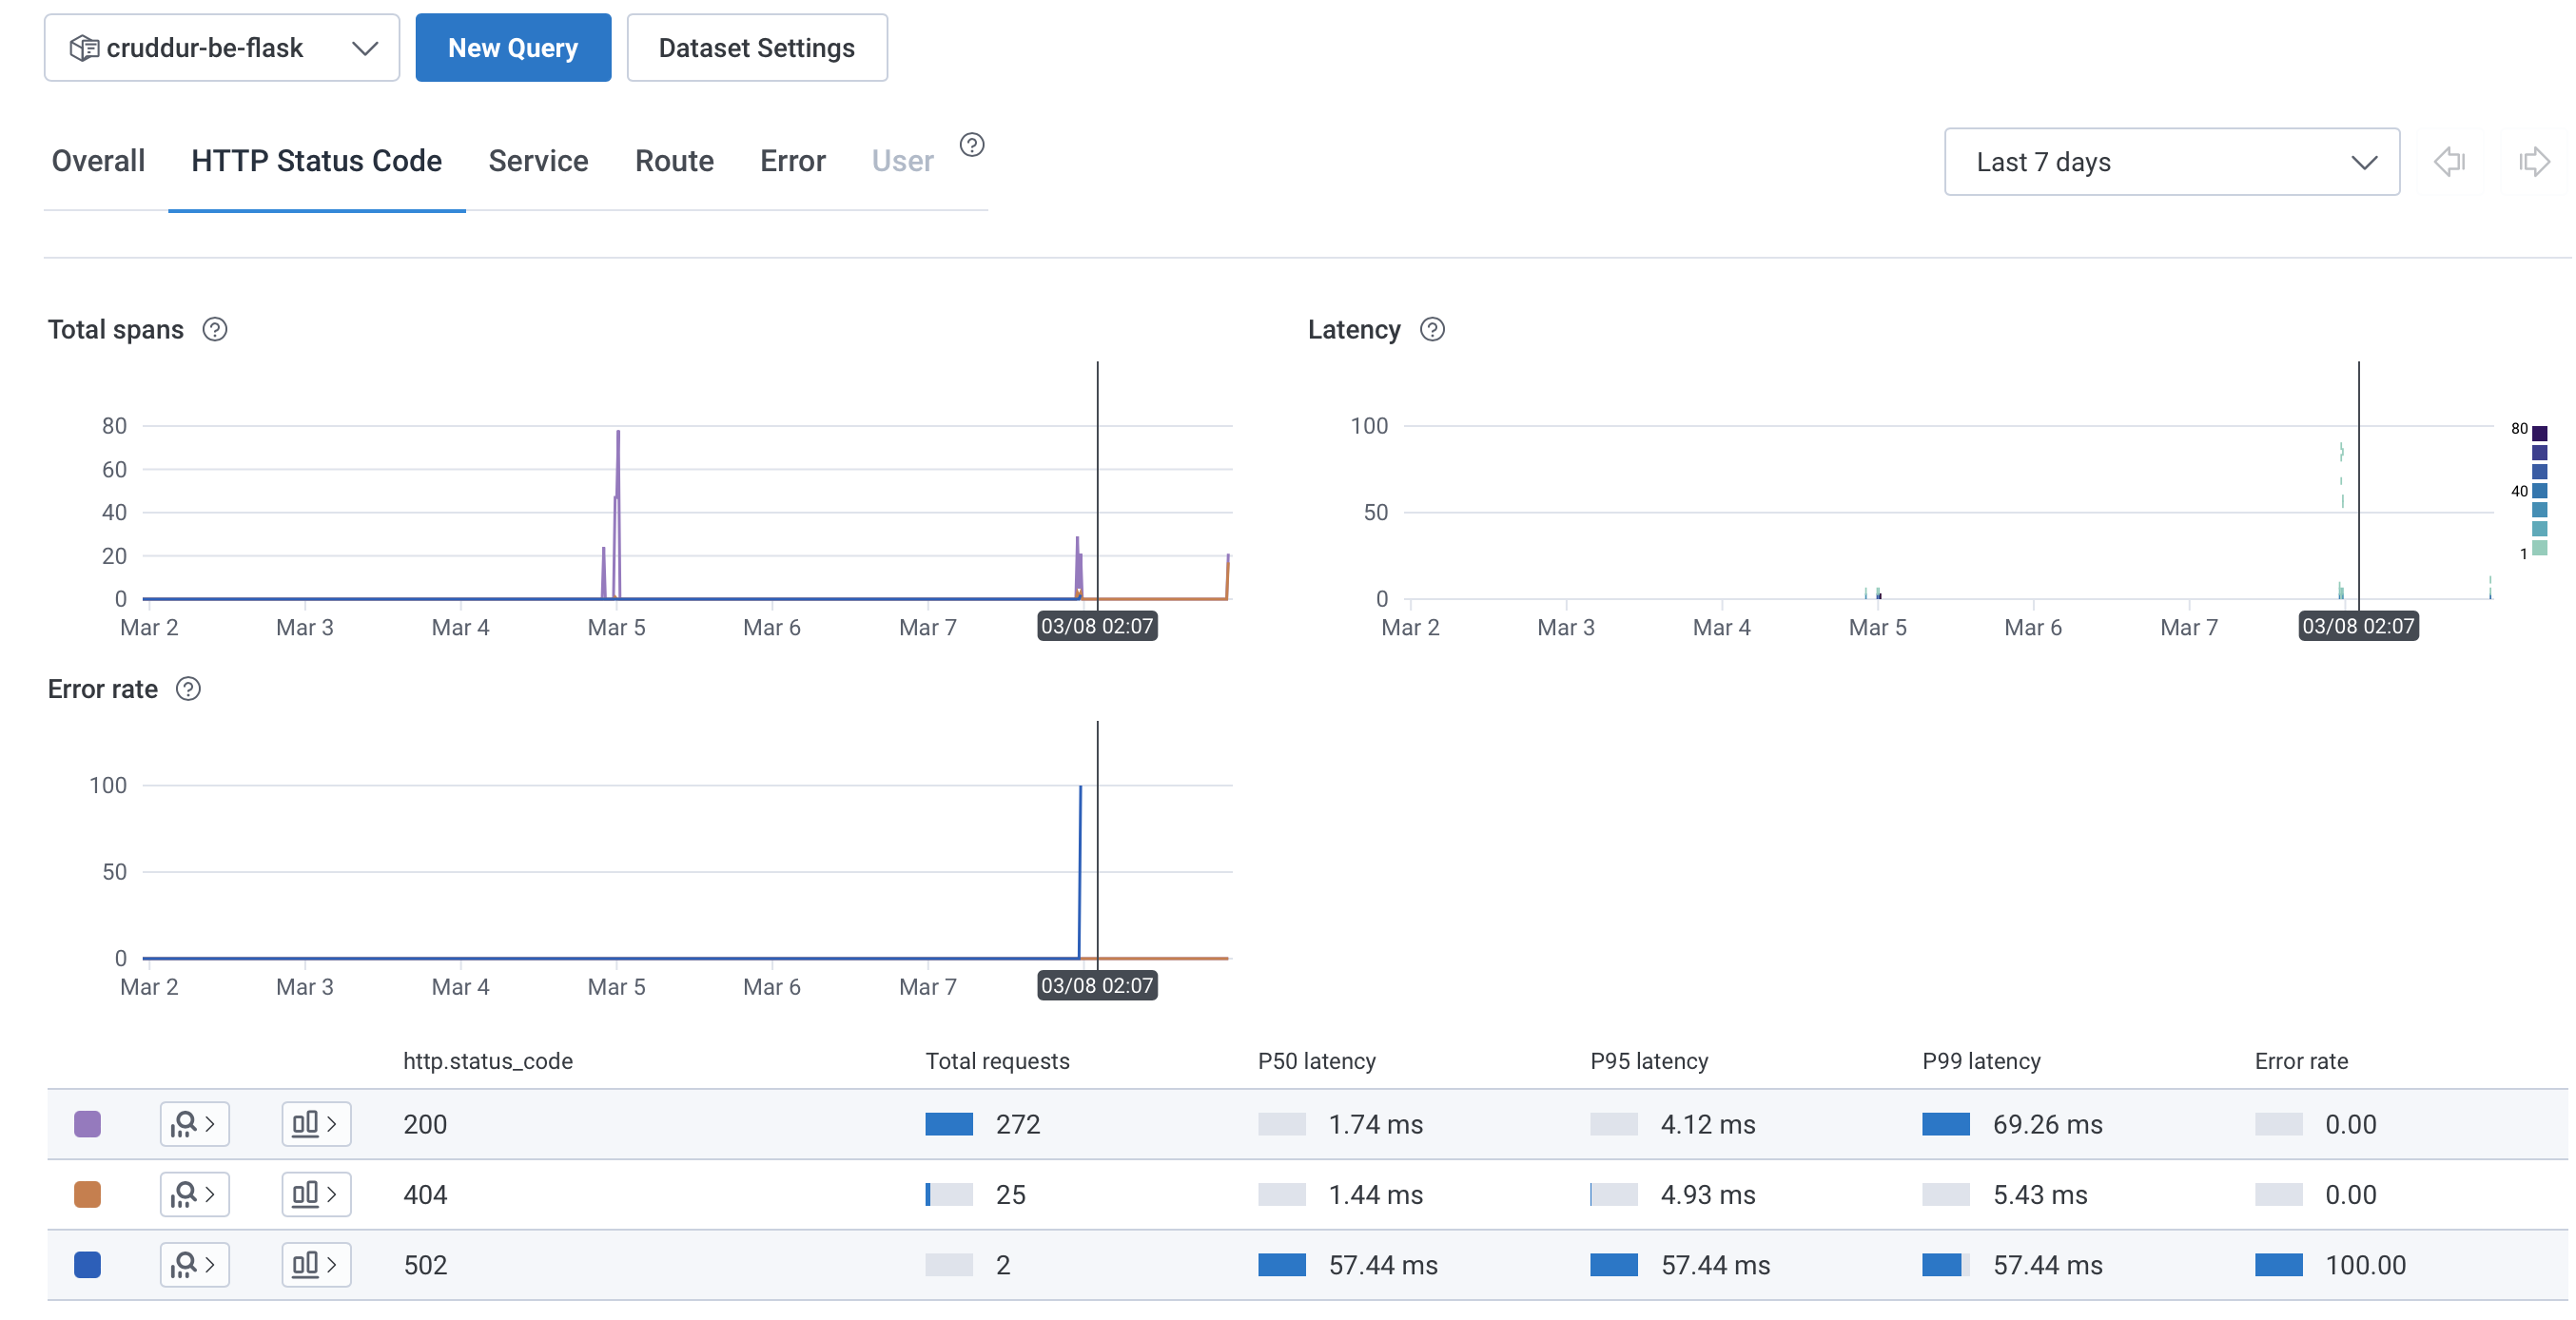 cruddur-be-flask New Query Dataset Settings
Overall HTTP Status Code Service Route Error User ?
Last 7 days
Total spans ?
80
60
40
20
0
Mar 2 Mar 3 Mar 4 Mar 5 Mar 6 Mar 7 03/08 02:07
Latency ?
100
50
0
Mar 2 Mar 3 Mar 4 Mar 5 Mar 6 Mar 7 03/08 02:07
80
40
1
Error rate ?
100
50
0
Mar 2 Mar 3 Mar 4 Mar 5 Mar 6 Mar 7 03/08 02:07
http.status_code Total requests P50 latency P95 latency P99 latency Error rate
200 272 1.74 ms 4.12 ms 69.26 ms 0.00
404 25 1.44 ms 4.93 ms 5.43 ms 0.00
502 2 57.44 ms 57.44 ms 57.44 ms 100.00